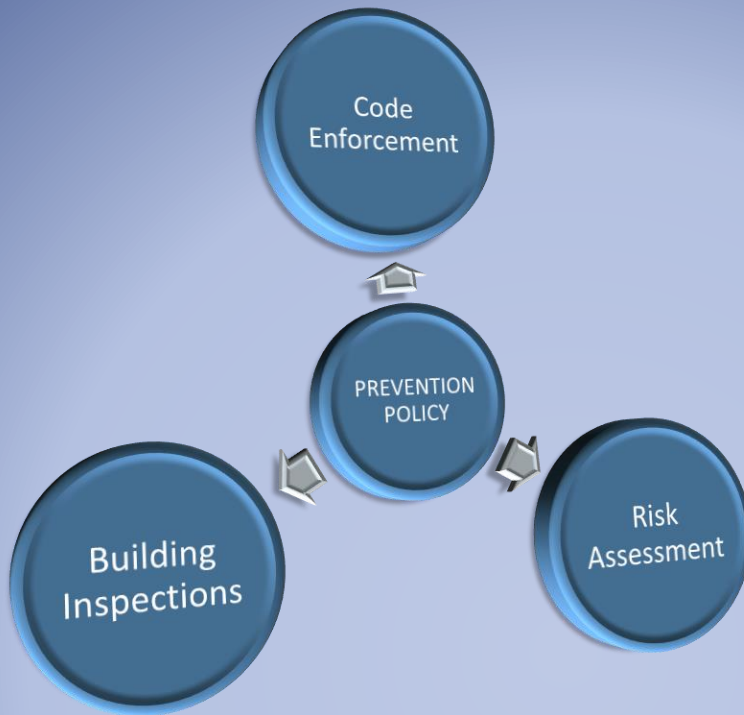 Code
Enforcement
PREVENTION
POLICY
Building
Inspections
Risk
Assessment